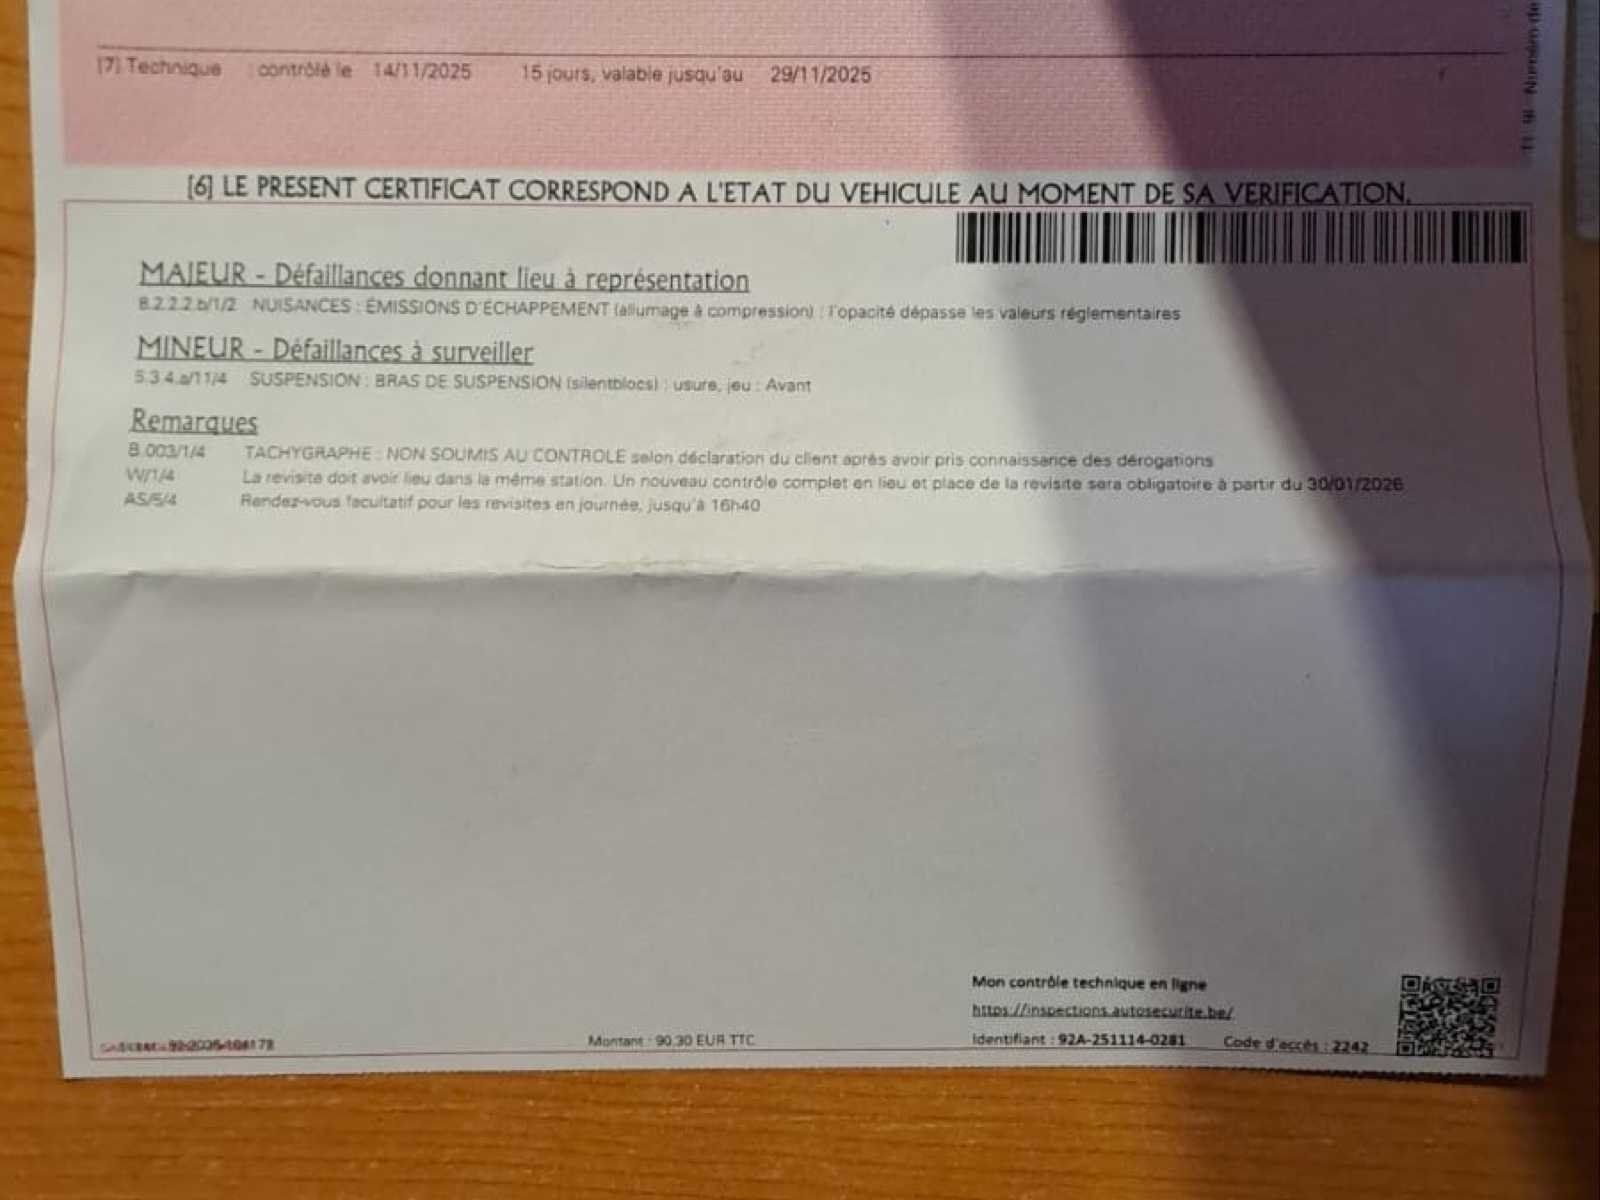 [7] Technique : contrôlé le 14/11/2025 15 jours, valable jusqu'au 29/11/2025
[6] LE PRESENT CERTIFICAT CORRESPOND A L'ETAT DU VEHICULE AU MOMENT DE SA VERIFICATION.
MAJEUR - Défaillances donnant lieu à représentation
8.2.2.2.b/1/2 NUISANCES : ÉMISSIONS D'ÉCHAPPEMENT (allumage à compression) : l'opacité dépasse les valeurs réglementaires
MINEUR - Défaillances à surveiller
5.3.4.a/11/4 SUSPENSION : BRAS DE SUSPENSION (silentblocs) : usure, jeu : Avant
Remarques
B.003/1/4 TACHYGRAPHE : NON SOUMIS AU CONTROLE selon déclaration du client après avoir pris connaissance des dérogations
W/1/4 La revisite doit avoir lieu dans la même station. Un nouveau contrôle complet en lieu et place de la revisite sera obligatoire à partir du 30/01/2026
AS/5/4 Rendez-vous facultatif pour les revisites en journée, jusqu'à 16h40
Mon contrôle technique en ligne
https://inspections.autosecurite.be/
Montant : 90,30 EUR TTC
Identifiant : 92A-251114-0281 Code d'accès : 2242